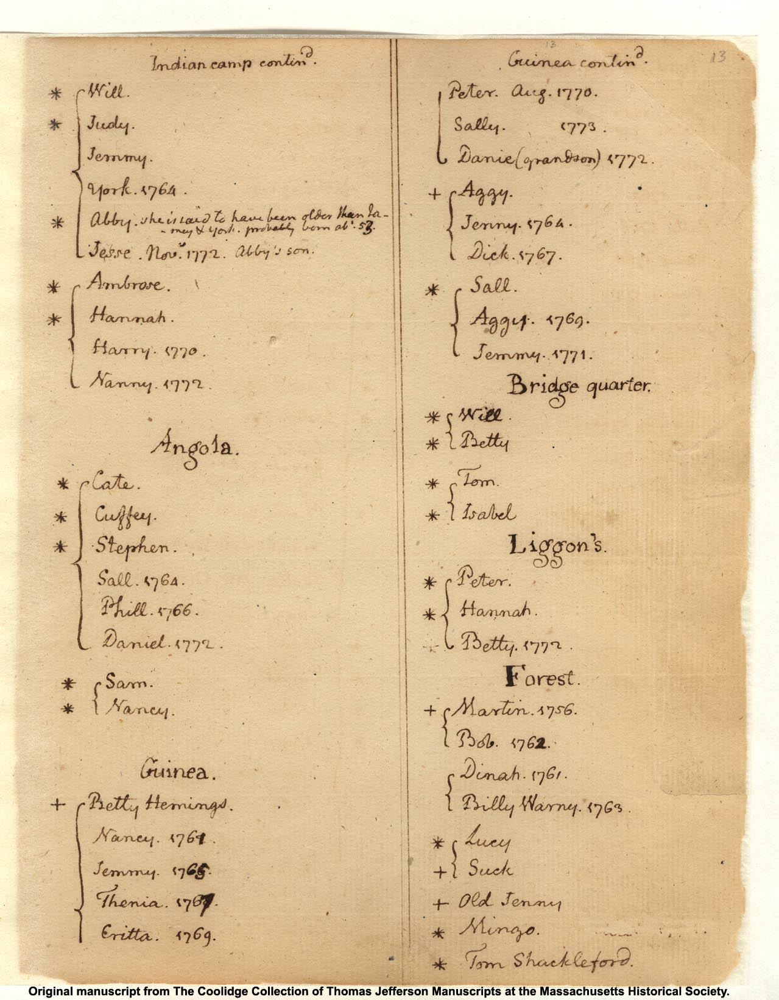 Indian camp contin^d.
* Will.
* Judy.
Jemmy.
York. 1764.
* Abby. she is said to have been older than Ja-
-mey & York. probably born ab^t. 53.
Jesse. Nov^r. 1772. Abby's son.
* Ambrose.
* Hannah.
Harry. 1770.
Nanny. 1772.
Angola.
* Cate.
* Cuffey.
* Stephen.
Sall. 1764.
Phill. 1766.
Daniel. 1772.
* Sam.
* Nancy.
Guinea.
+ Betty Hemings.
Nancy. 1761.
Jemmy. 1765.
Thenia. 1767.
Critta. 1769.
13
Guinea contin^d.
13
Peter. Aug. 1770.
Sally. 1773.
Danie (grandson) 1772.
+ Aggy.
Jenny. 1764.
Dick. 1767.
* Sall.
Aggy. 1769.
Jemmy. 1771.
Bridge quarter.
* Will.
* Betty
* Tom.
* Isabel
Liggon's.
* Peter.
* Hannah.
+ Betty. 1772.
Forest.
+ Martin. 1756.
Bob. 1762.
Dinah. 1761.
Billy Warny. 1763.
* Lucy
+ Suck
+ Old Jenny
* Mingo.
* Tom Shackleford.
Original manuscript from The Coolidge Collection of Thomas Jefferson Manuscripts at the Massachusetts Historical Society.